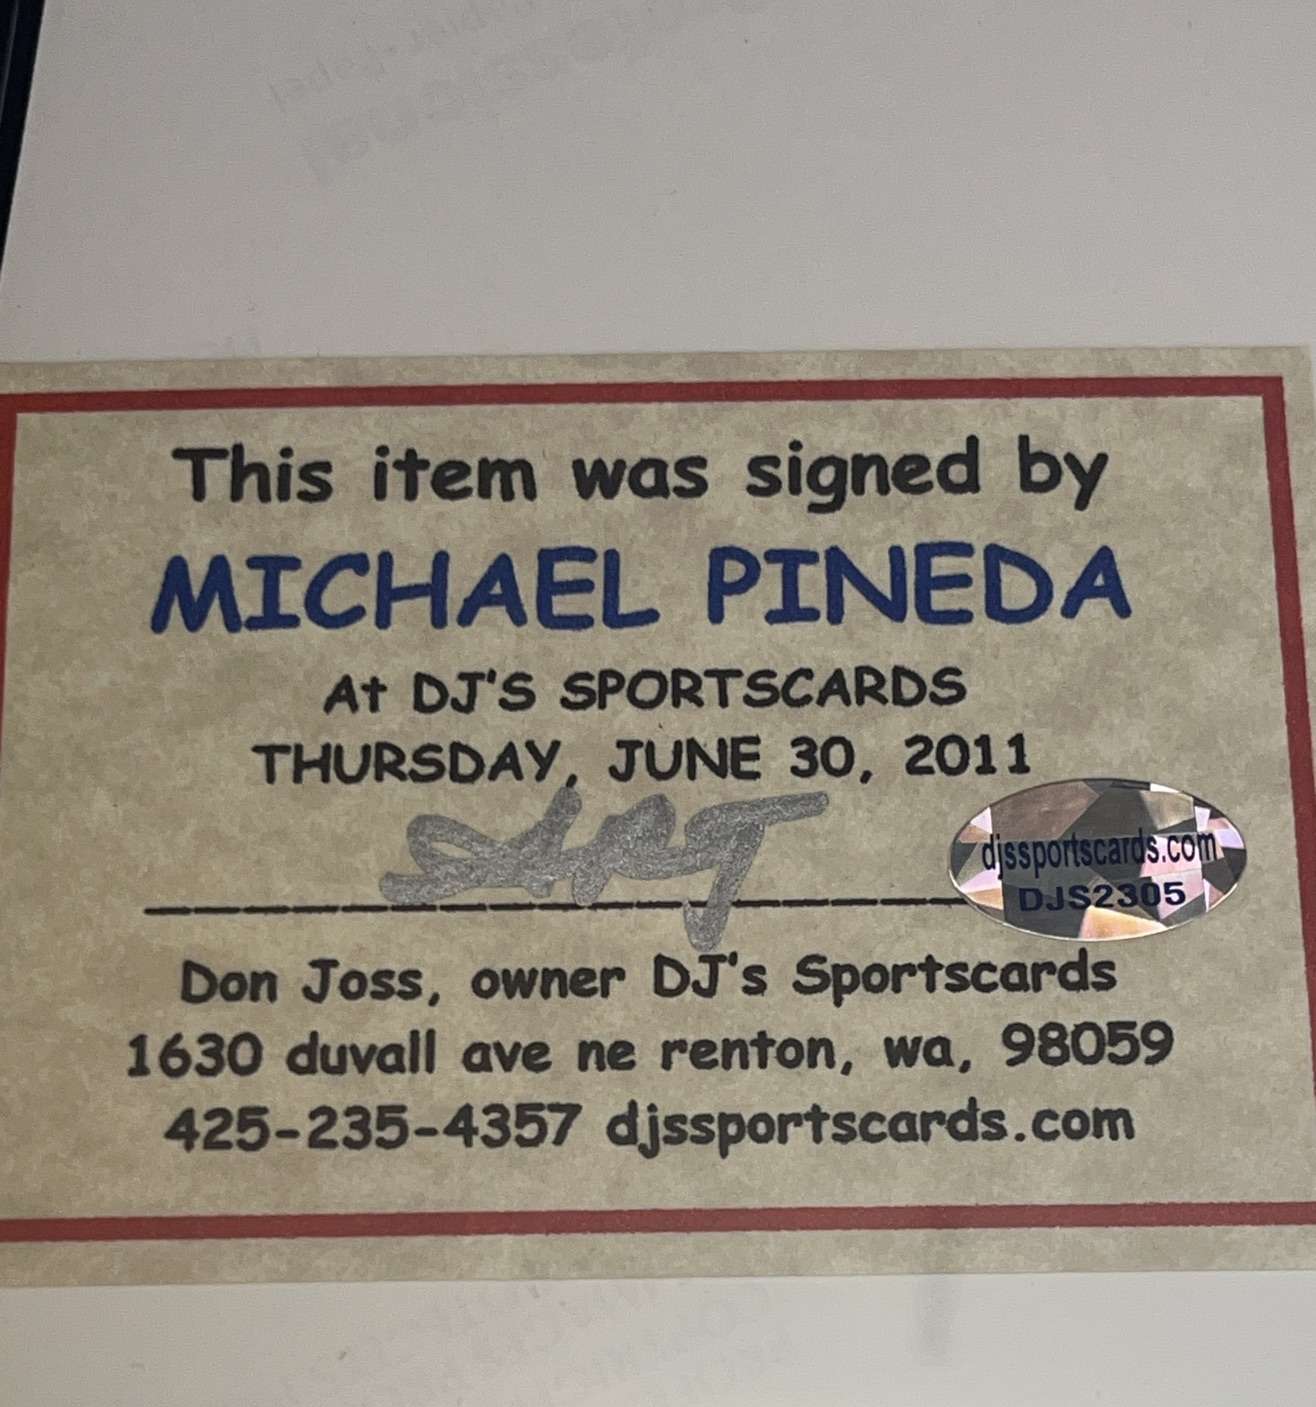 This item was signed by
MICHAEL PINEDA
At DJ'S SPORTSCARDS
THURSDAY, JUNE 30, 2011
djssportscards.com
DJS2305
Don Joss, owner DJ's Sportscards
1630 duvall ave ne renton, wa, 98059
425-235-4357 djssportscards.com